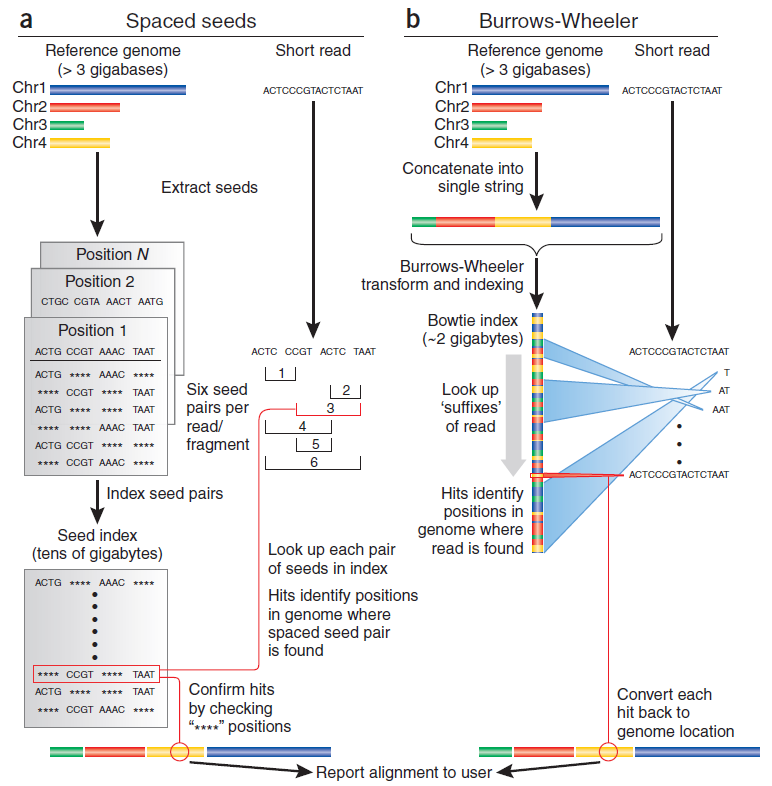 a
Spaced seeds
Reference genome
(> 3 gigabases)
Short read
Chr1
Chr2
Chr3
Chr4
ACTCCCGTACTCTAAT
Extract seeds
Position N
Position 2
CTGC CGTA AACT AATG
Position 1
ACTG CCGT AAAC TAAT
ACTG **** AAAC ****
**** CCGT **** TAAT
ACTG **** **** TAAT
**** **** AAAC TAAT
ACTG CCGT **** ****
**** CCGT AAAC ****
Six seed
pairs per
read/
fragment
ACTC CCGT ACTC TAAT
1
2
3
4
5
6
Index seed pairs
Seed index
(tens of gigabytes)
ACTG **** AAAC ****
**** CCGT **** TAAT
ACTG **** **** TAAT
**** CCGT AAAC ****
Look up each pair
of seeds in index
Hits identify positions
in genome where
spaced seed pair
is found
Confirm hits
by checking
“****” positions
Report alignment to user
b
Burrows-Wheeler
Reference genome
(> 3 gigabases)
Short read
Chr1
Chr2
Chr3
Chr4
ACTCCCGTACTCTAAT
Concatenate into
single string
Burrows-Wheeler
transform and indexing
Bowtie index
(~2 gigabytes)
ACTCCCGTACTCTAAT
T
AT
AAT
Look up
‘suffixes’
of read
ACTCCCGTACTCTAAT
Hits identify
positions in
genome where
read is found
Convert each
hit back to
genome location